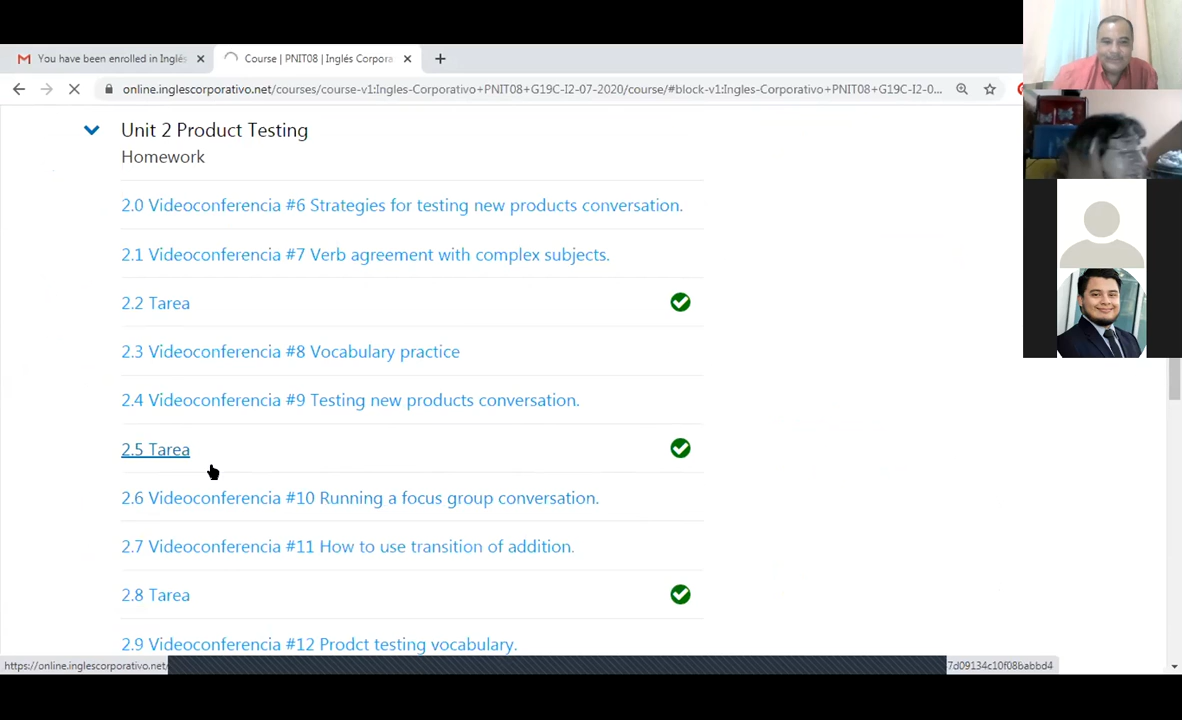 You have been enrolled in Inglés
Course | PNIT08 | Inglés Corpora
online.inglescorporativo.net/courses/course-v1:Ingles-Corporativo+PNIT08+G19C-I2-07-2020/course/#block-v1:Ingles-Corporativo+PNIT08+G19C-I2-0...
Unit 2 Product Testing
Homework
2.0 Videoconferencia #6 Strategies for testing new products conversation.
2.1 Videoconferencia #7 Verb agreement with complex subjects.
2.2 Tarea
2.3 Videoconferencia #8 Vocabulary practice
2.4 Videoconferencia #9 Testing new products conversation.
2.5 Tarea
2.6 Videoconferencia #10 Running a focus group conversation.
2.7 Videoconferencia #11 How to use transition of addition.
2.8 Tarea
2.9 Videoconferencia #12 Prodct testing vocabulary.
https://online.inglescorporativo.net/ 7d09134c10f08babbd4